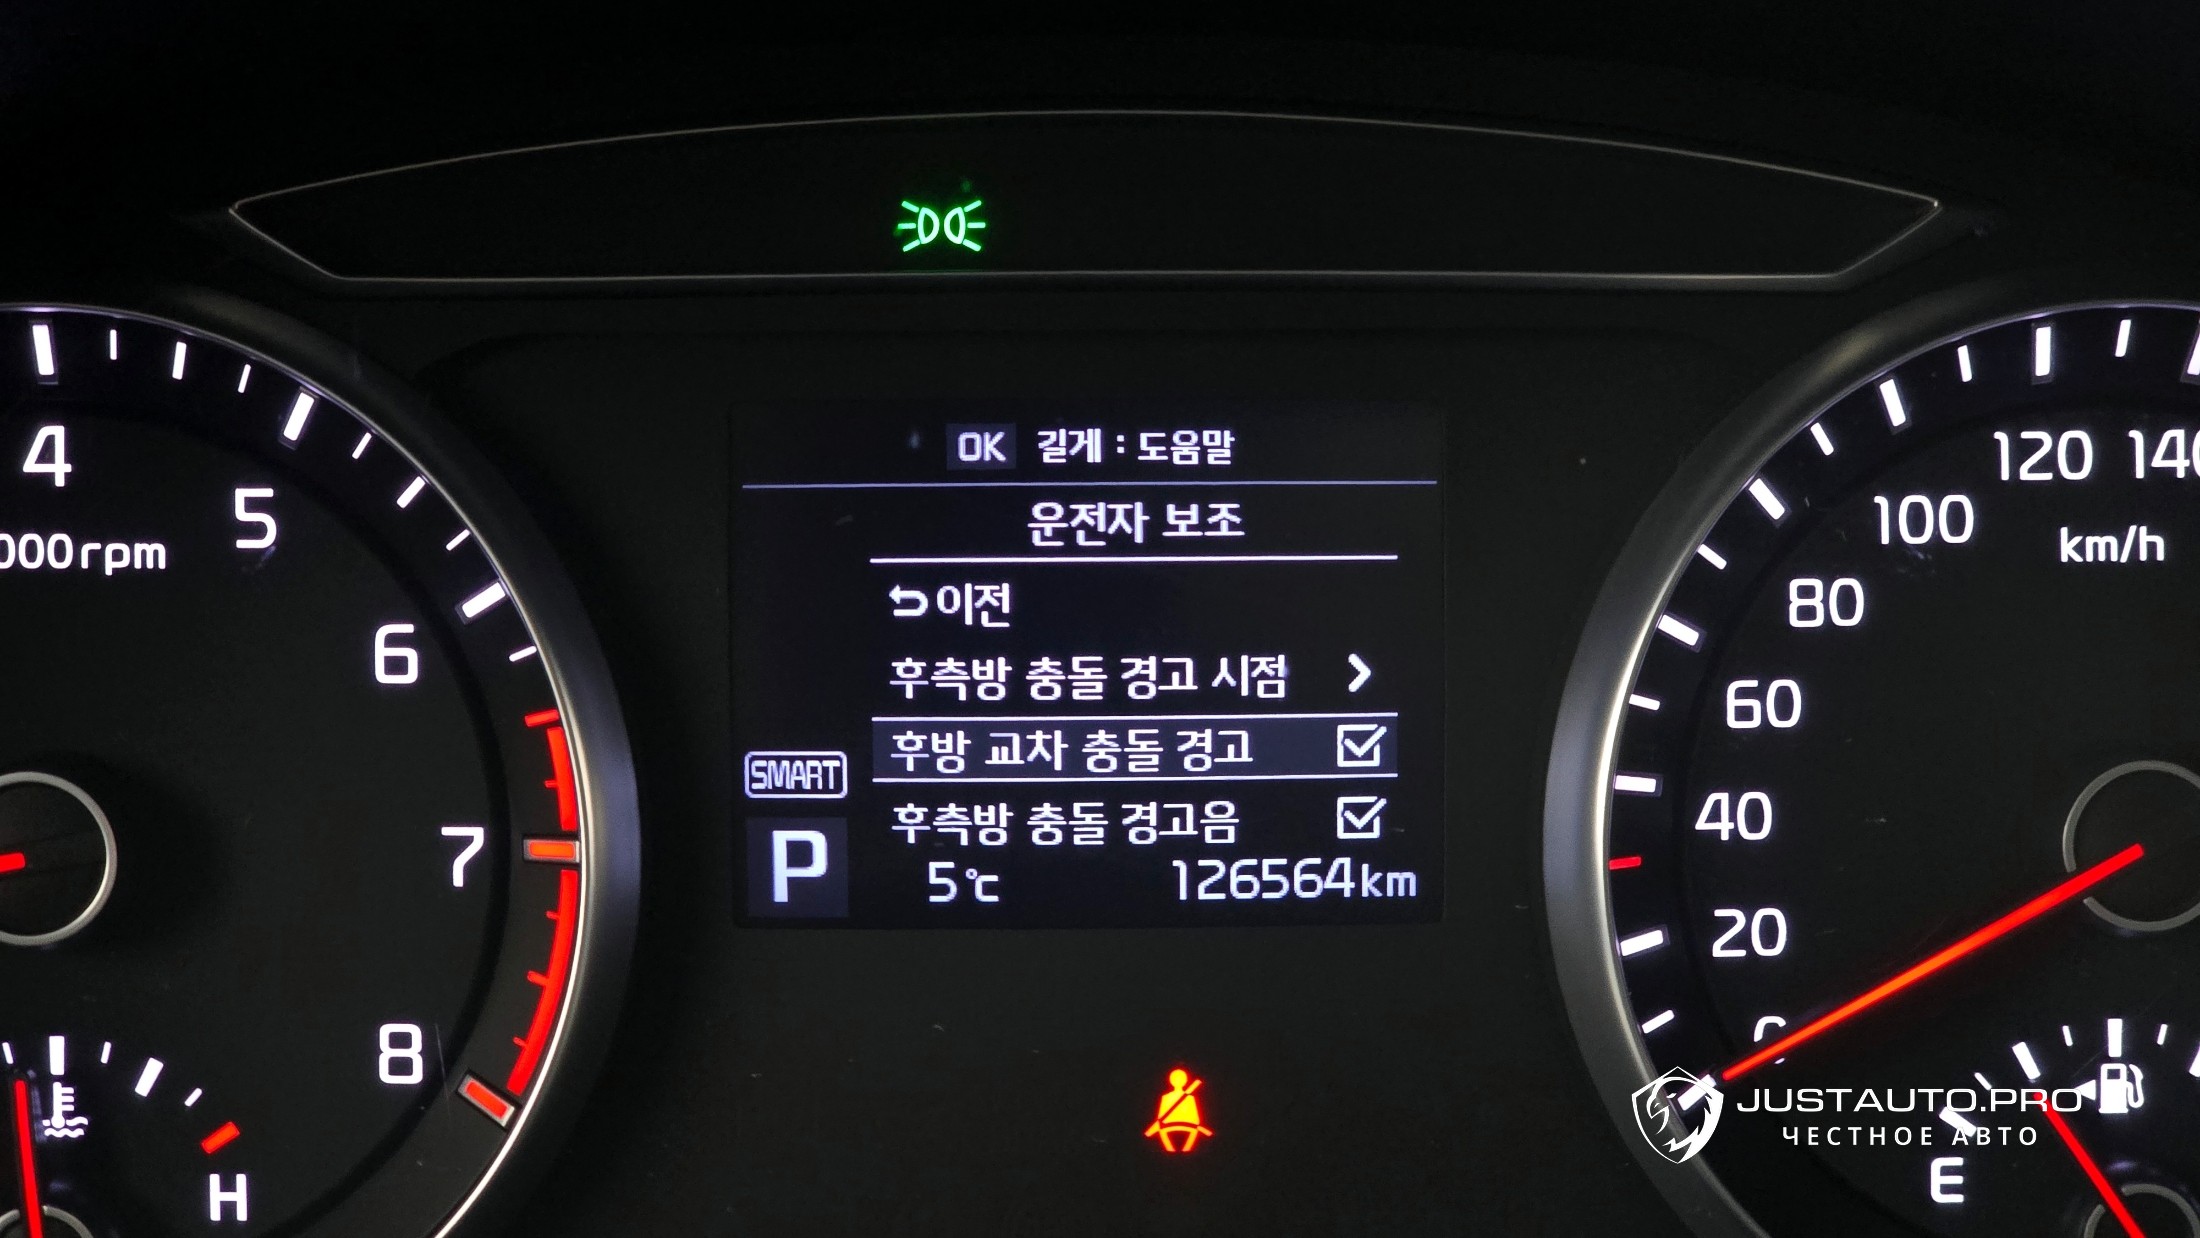 OK 길게 : 도움말
운전자 보조
이전
후측방 충돌 경고 시점
후방 교차 충돌 경고
후측방 충돌 경고음
SMART
P
5℃ 126564km
4
5
6
7
8
000rpm
H
140
120
100
80
60
40
20
0
km/h
E
JUSTAUTO.PRO
ЧЕСТНОЕ АВТО